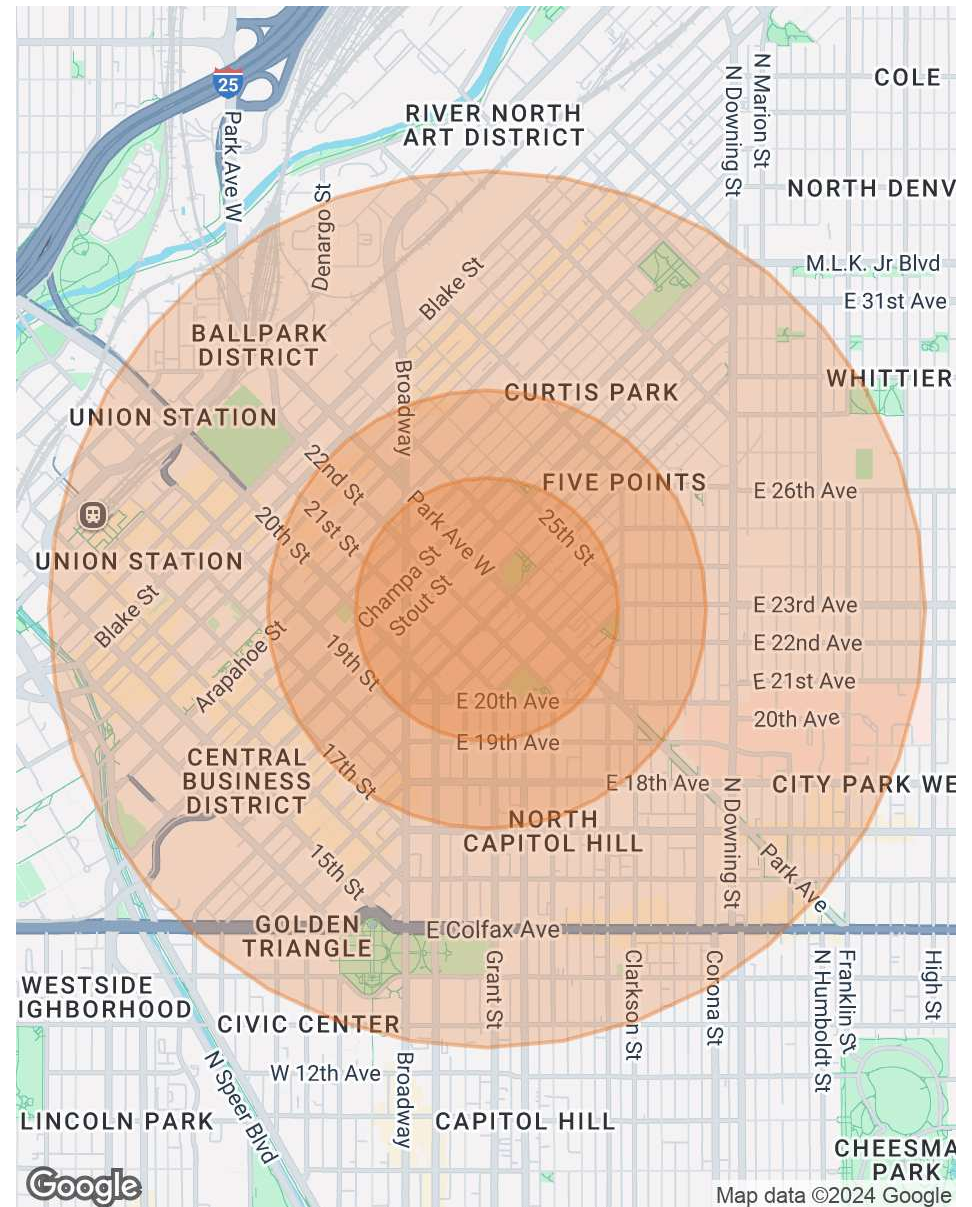 25
COLE
RIVER NORTH
ART DISTRICT
N Marion St
N Downing St
Park Ave W
NORTH DENV
Denargo St
M.L.K. Jr Blvd
Blake St
E 31st Ave
BALLPARK
DISTRICT
Broadway
WHITTIER
CURTIS PARK
UNION STATION
22nd St
FIVE POINTS
E 26th Ave
21st St
20th St
Park Ave W
25th St
UNION STATION
Champa St
Stout St
Blake St
E 23rd Ave
E 22nd Ave
Arapahoe St
19th St
E 21st Ave
E 20th Ave
20th Ave
E 19th Ave
CENTRAL
BUSINESS
DISTRICT
17th St
E 18th Ave
N Downing St
CITY PARK WE
NORTH
CAPITOL HILL
15th St
Park Ave
GOLDEN
TRIANGLE
E Colfax Ave
Grant St
Clarkson St
Corona St
N Humboldt St
Franklin St
High St
WESTSIDE
IGHBORHOOD
CIVIC CENTER
N Speer Blvd
W 12th Ave
Broadway
LINCOLN PARK
CAPITOL HILL
CHEESMA
PARK
Google
Map data ©2024 Google